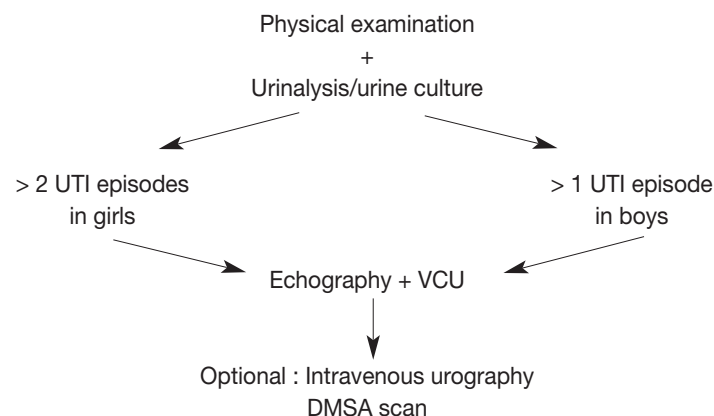 Physical examination
+
Urinalysis/urine culture
> 2 UTI episodes
in girls
> 1 UTI episode
in boys
Echography + VCU
Optional : Intravenous urography
DMSA scan